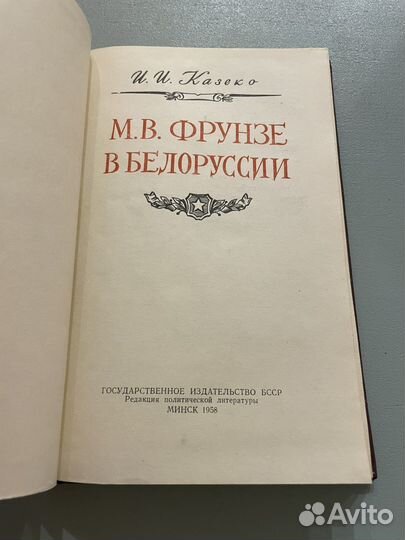 И. И. Казеко
М.В. ФРУНЗЕ
В БЕЛОРУССИИ
ГОСУДАРСТВЕННОЕ ИЗДАТЕЛЬСТВО БССР
Редакция политической литературы
МИНСК 1958
Avito